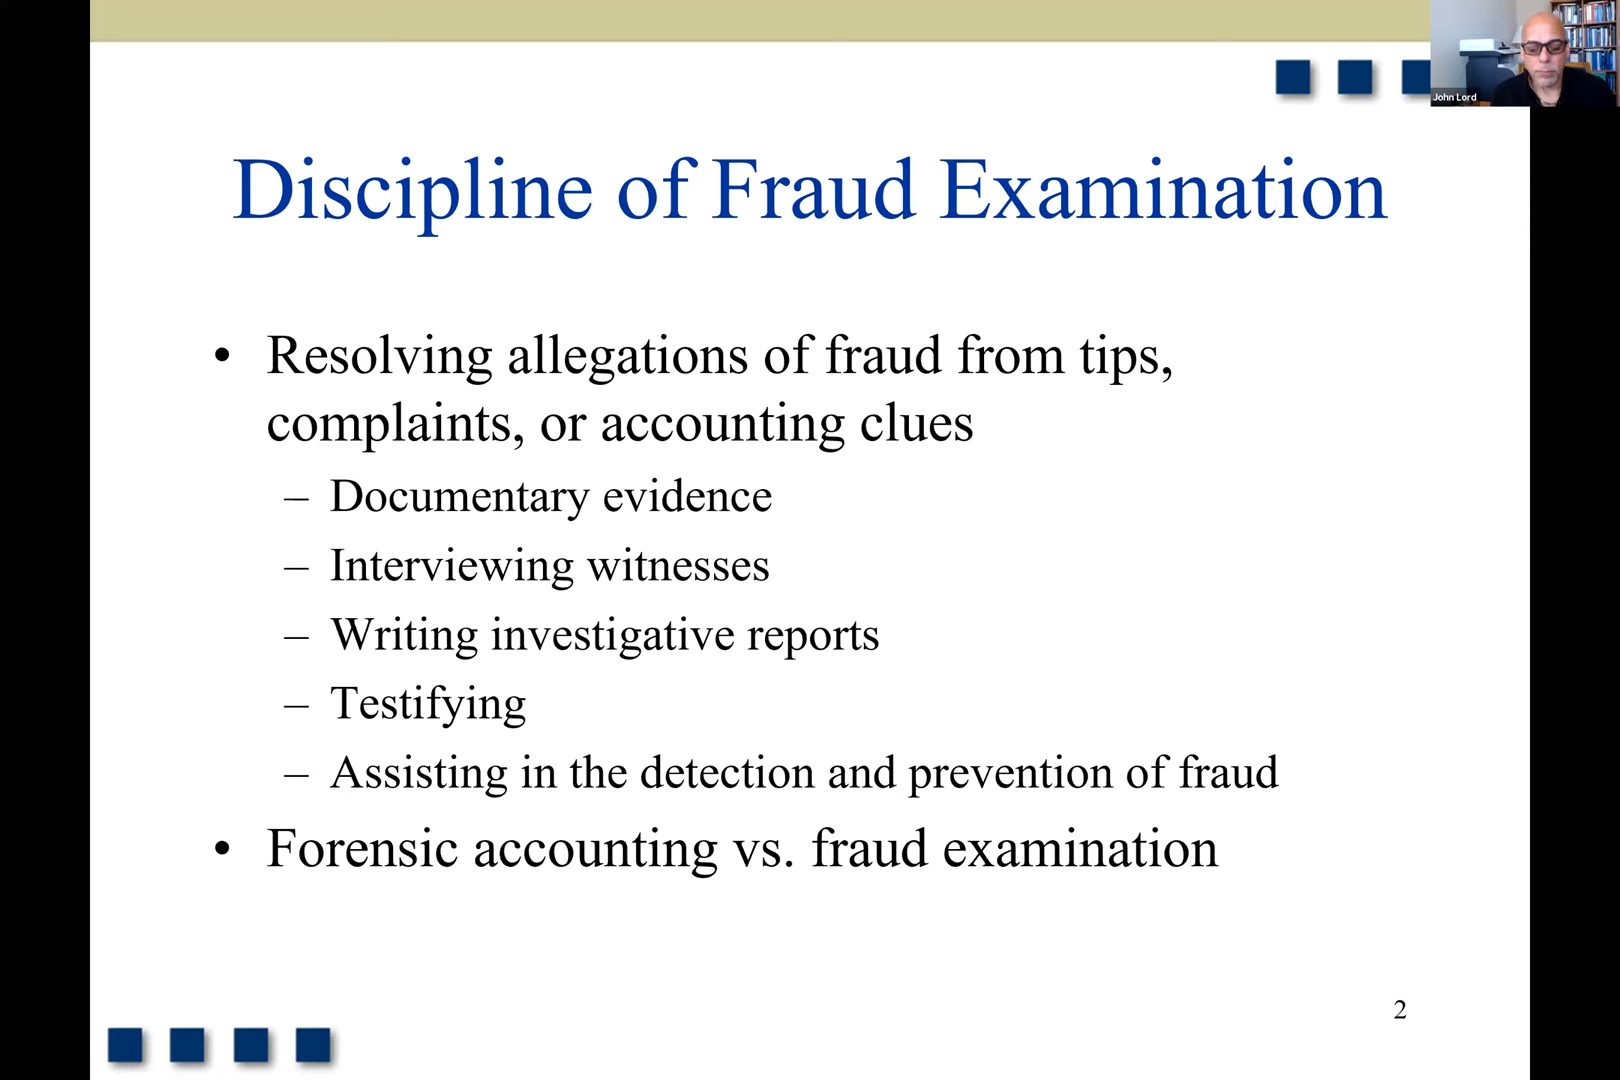 John Lord
Discipline of Fraud Examination
• Resolving allegations of fraud from tips,
complaints, or accounting clues
– Documentary evidence
– Interviewing witnesses
– Writing investigative reports
– Testifying
– Assisting in the detection and prevention of fraud
• Forensic accounting vs. fraud examination
2